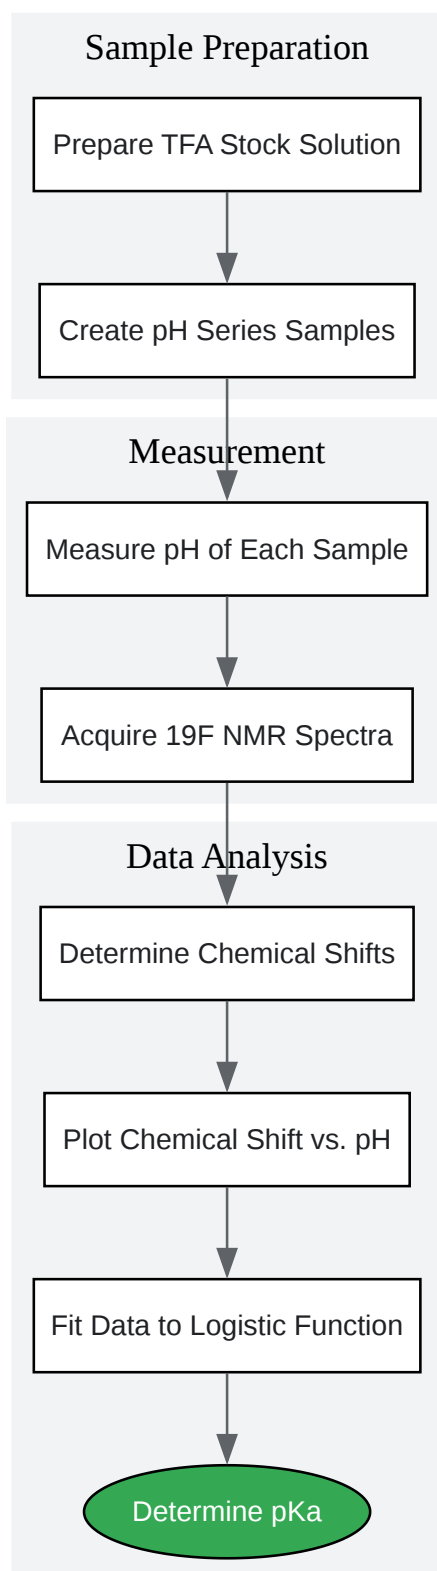 Sample Preparation
Prepare TFA Stock Solution
Create pH Series Samples
Measurement
Measure pH of Each Sample
Acquire 19F NMR Spectra
Data Analysis
Determine Chemical Shifts
Plot Chemical Shift vs. pH
Fit Data to Logistic Function
Determine pKa